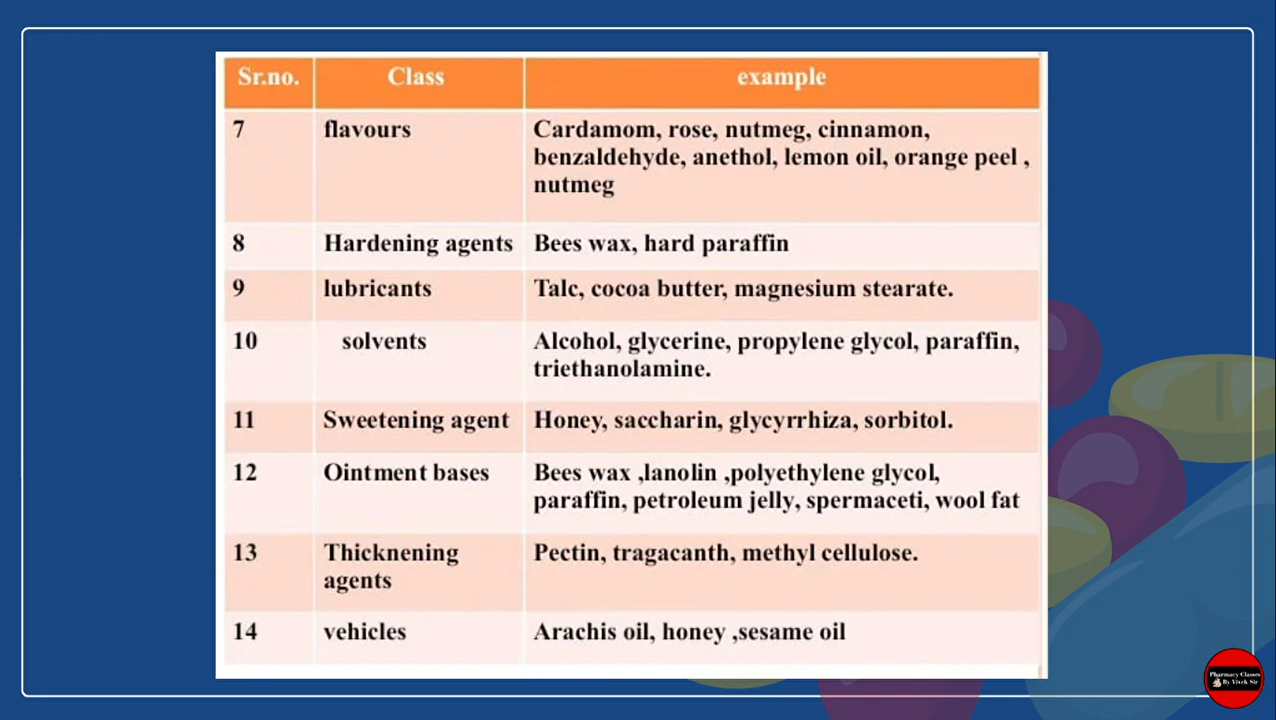 Sr.no. Class example
7 flavours Cardamom, rose, nutmeg, cinnamon,
benzaldehyde, anethol, lemon oil, orange peel ,
nutmeg
8 Hardening agents Bees wax, hard paraffin
9 lubricants Talc, cocoa butter, magnesium stearate.
10 solvents Alcohol, glycerine, propylene glycol, paraffin,
triethanolamine.
11 Sweetening agent Honey, saccharin, glycyrrhiza, sorbitol.
12 Ointment bases Bees wax ,lanolin ,polyethylene glycol,
paraffin, petroleum jelly, spermaceti, wool fat
13 Thicknening Pectin, tragacanth, methyl cellulose.
agents
14 vehicles Arachis oil, honey ,sesame oil
Pharmacy Classes
By Vivek Sir